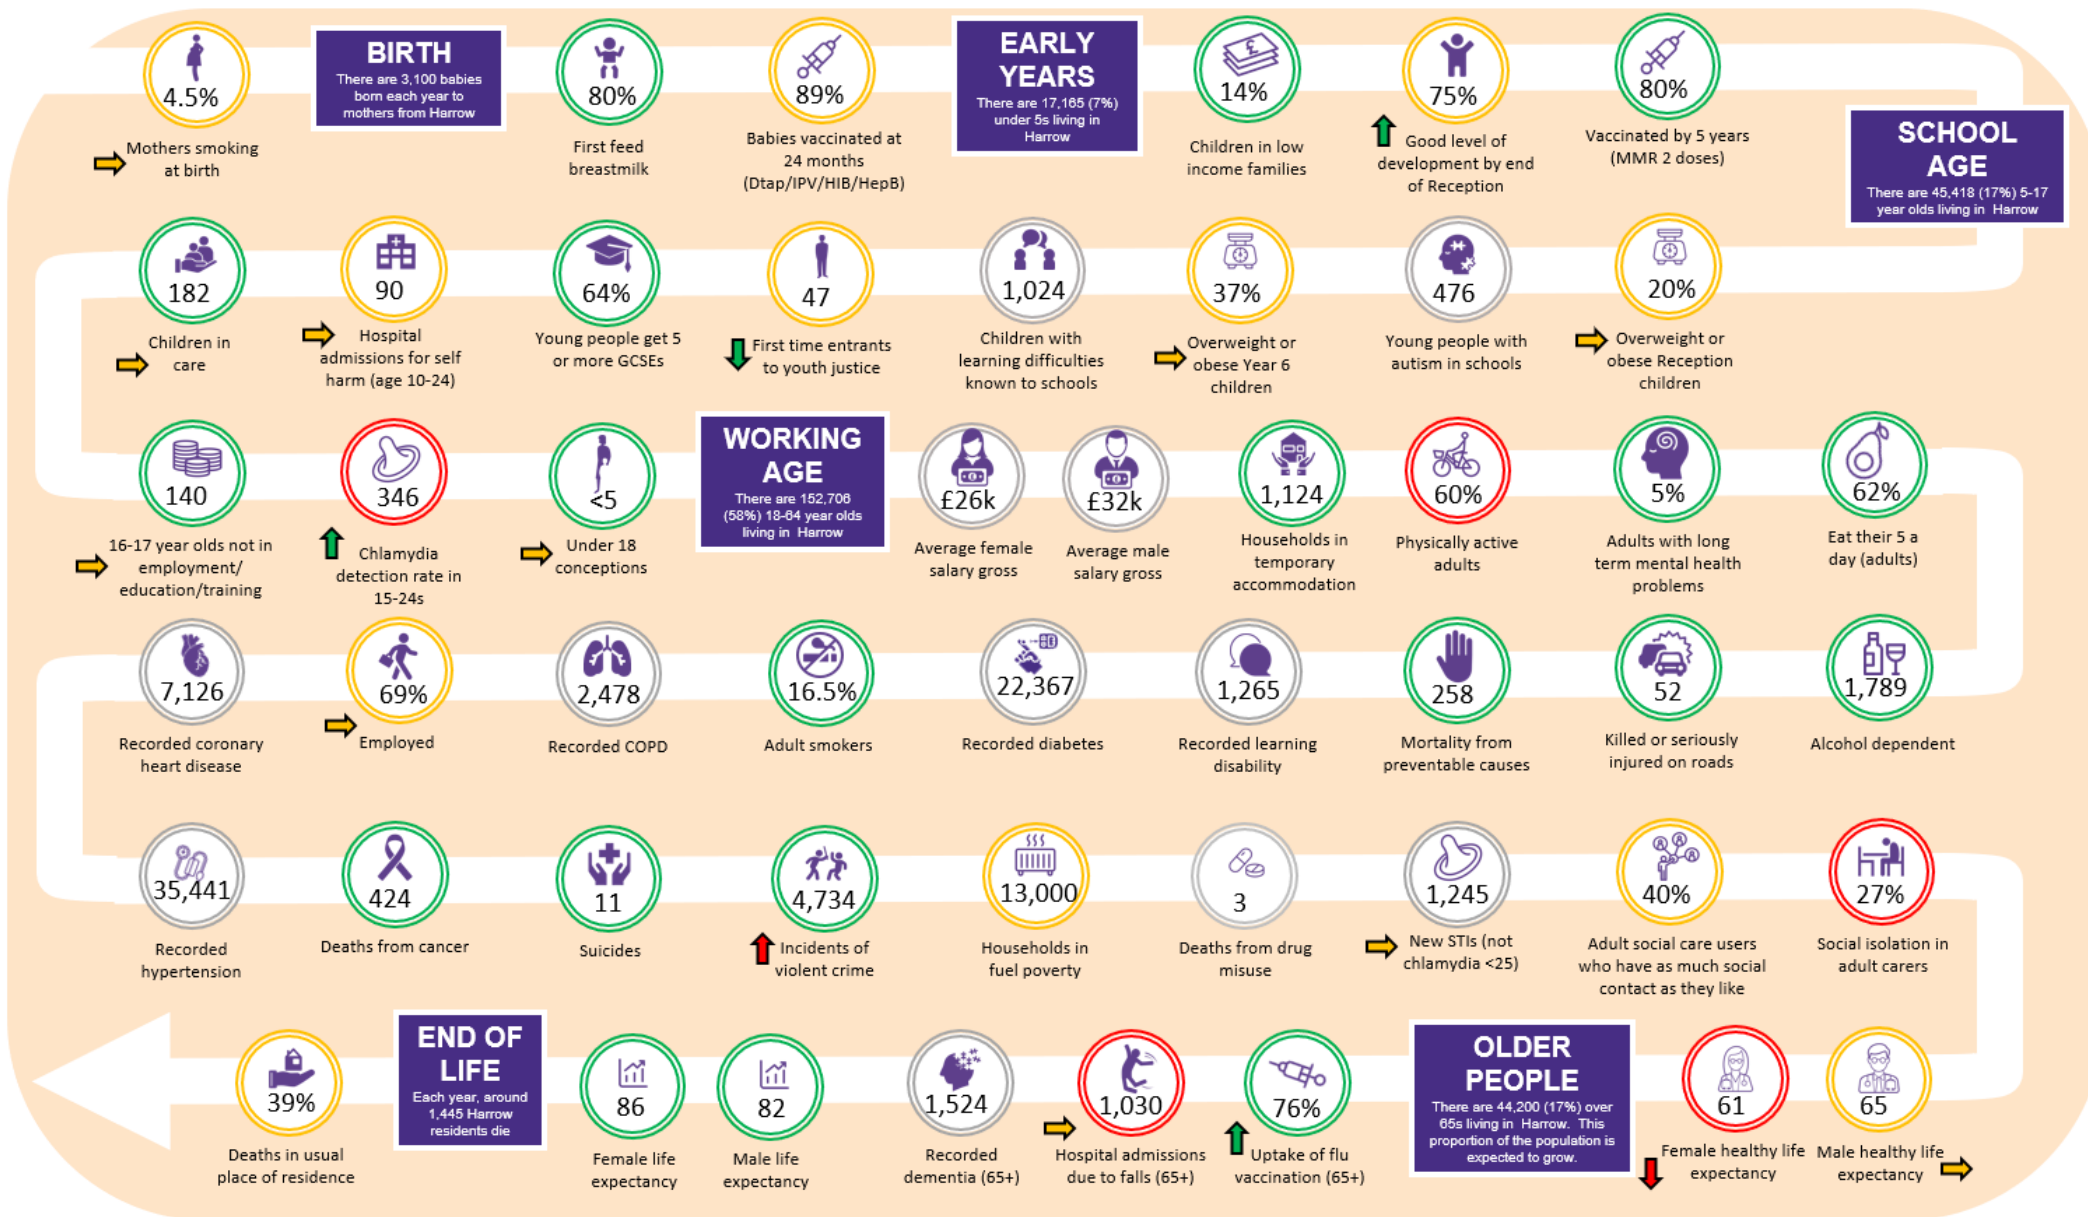 4.5%
Mothers smoking
at birth
BIRTH
There are 3,100 babies
born each year to
mothers from Harrow
80%
First feed
breastmilk
89%
Babies vaccinated at
24 months
(Dtap/IPV/HIB/HepB)
EARLY
YEARS
There are 17,165 (7%)
under 5s living in
Harrow
£
14%
Children in low
income families
75%
Good level of
development by end
of Reception
80%
Vaccinated by 5 years
(MMR 2 doses)
SCHOOL
AGE
There are 45,418 (17%) 5-17
year olds living in Harrow
182
Children in
care
90
Hospital
admissions for self
harm (age 10-24)
64%
Young people get 5
or more GCSEs
47
First time entrants
to youth justice
1,024
Children with
learning difficulties
known to schools
37%
Overweight or
obese Year 6
children
476
Young people with
autism in schools
20%
Overweight or
obese Reception
children
140
16-17 year olds not in
employment/
education/training
346
Chlamydia
detection rate in
15-24s
<5
Under 18
conceptions
WORKING
AGE
There are 152,706
(58%) 18-64 year olds
living in Harrow
£26k
Average female
salary gross
£32k
Average male
salary gross
1,124
Households in
temporary
accommodation
60%
Physically active
adults
5%
Adults with long
term mental health
problems
62%
Eat their 5 a
day (adults)
7,126
Recorded coronary
heart disease
69%
Employed
2,478
Recorded COPD
16.5%
Adult smokers
22,367
Recorded diabetes
1,265
Recorded learning
disability
258
Mortality from
preventable causes
52
Killed or seriously
injured on roads
1,789
Alcohol dependent
35,441
Recorded
hypertension
424
Deaths from cancer
11
Suicides
4,734
Incidents of
violent crime
13,000
Households in
fuel poverty
3
Deaths from drug
misuse
1,245
New STIs (not
chlamydia <25)
40%
Adult social care users
who have as much social
contact as they like
27%
Social isolation in
adult carers
39%
Deaths in usual
place of residence
END OF
LIFE
Each year, around
1,445 Harrow
residents die
86
Female life
expectancy
82
Male life
expectancy
1,524
Recorded
dementia (65+)
1,030
Hospital admissions
due to falls (65+)
76%
Uptake of flu
vaccination (65+)
OLDER
PEOPLE
There are 44,200 (17%) over
65s living in Harrow. This
proportion of the population is
expected to grow.
61
Female healthy life
expectancy
65
Male healthy life
expectancy